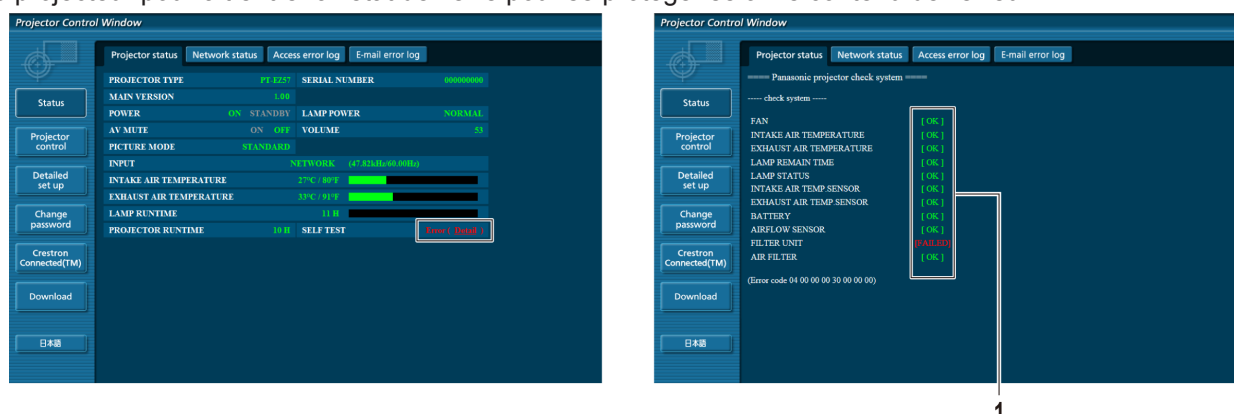 Projector Control Window
Projector status Network status Access error log E-mail error log
PROJECTOR TYPE PT-EZ57 SERIAL NUMBER 000000000
MAIN VERSION 1.00
POWER ON STANDBY LAMP POWER NORMAL
AV MUTE ON OFF VOLUME 53
PICTURE MODE STANDARD
INPUT NETWORK (47.82kHz/60.00Hz)
INTAKE AIR TEMPERATURE 27°C / 80°F
EXHAUST AIR TEMPERATURE 33°C / 91°F
LAMP RUNTIME 11 H
PROJECTOR RUNTIME 10 H SELF TEST Error ( Detail )
Status
Projector
control
Detailed
set up
Change
password
Crestron
Connected(TM)
Download
日本語
Projector Control Window
Projector status Network status Access error log E-mail error log
===== Panasonic projector check system =====
----- check system -----
FAN [ OK ]
INTAKE AIR TEMPERATURE [ OK ]
EXHAUST AIR TEMPERATURE [ OK ]
LAMP REMAIN TIME [ OK ]
LAMP STATUS [ OK ]
INTAKE AIR TEMP.SENSOR [ OK ]
EXHAUST AIR TEMP.SENSOR [ OK ]
BATTERY [ OK ]
AIRFLOW SENSOR [ OK ]
FILTER UNIT [FAILED]
AIR FILTER [ OK ]
(Error code 04 00 00 00 30 00 00 00)
Status
Projector
control
Detailed
set up
Change
password
Crestron
Connected(TM)
Download
日本語
1